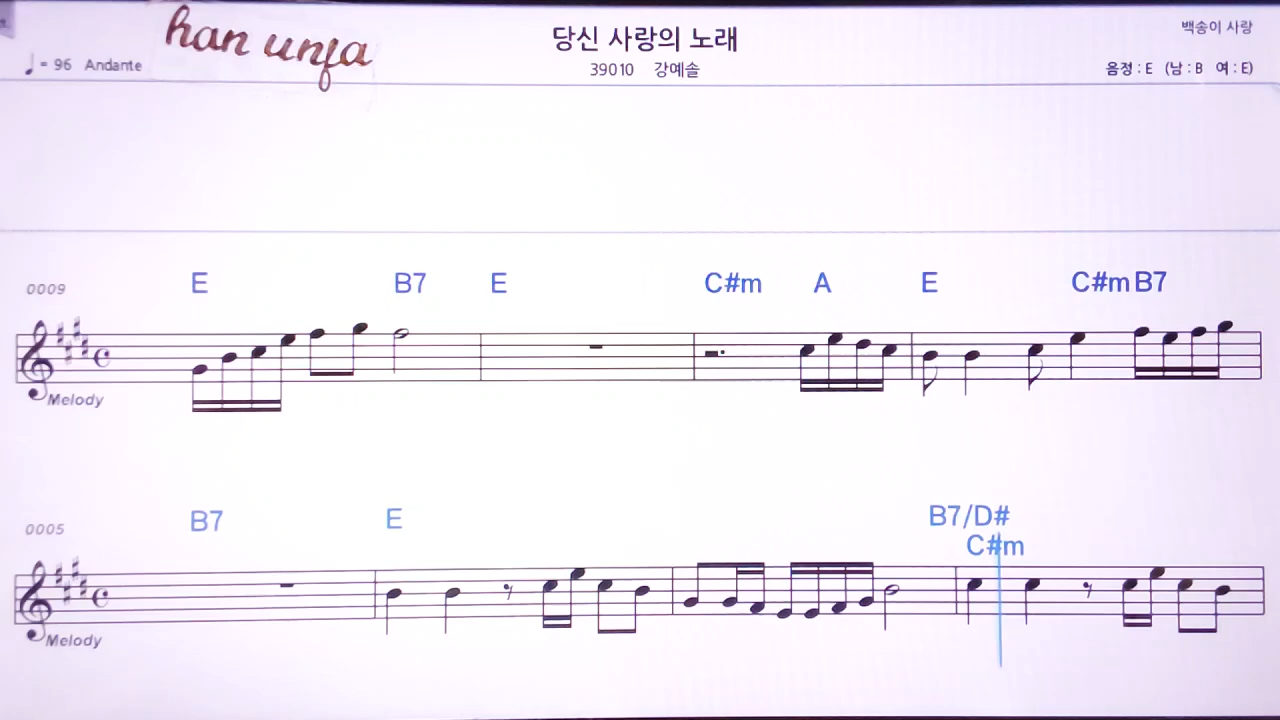 han unfa
당신 사랑의 노래
백송이 사랑
♩ = 96 Andante
39010 강예솔
음정 : E (남 : B 여 : E)
0009
E B7 E C#m A E C#m B7
Melody
0005
B7 E B7/D#
C#m
Melody